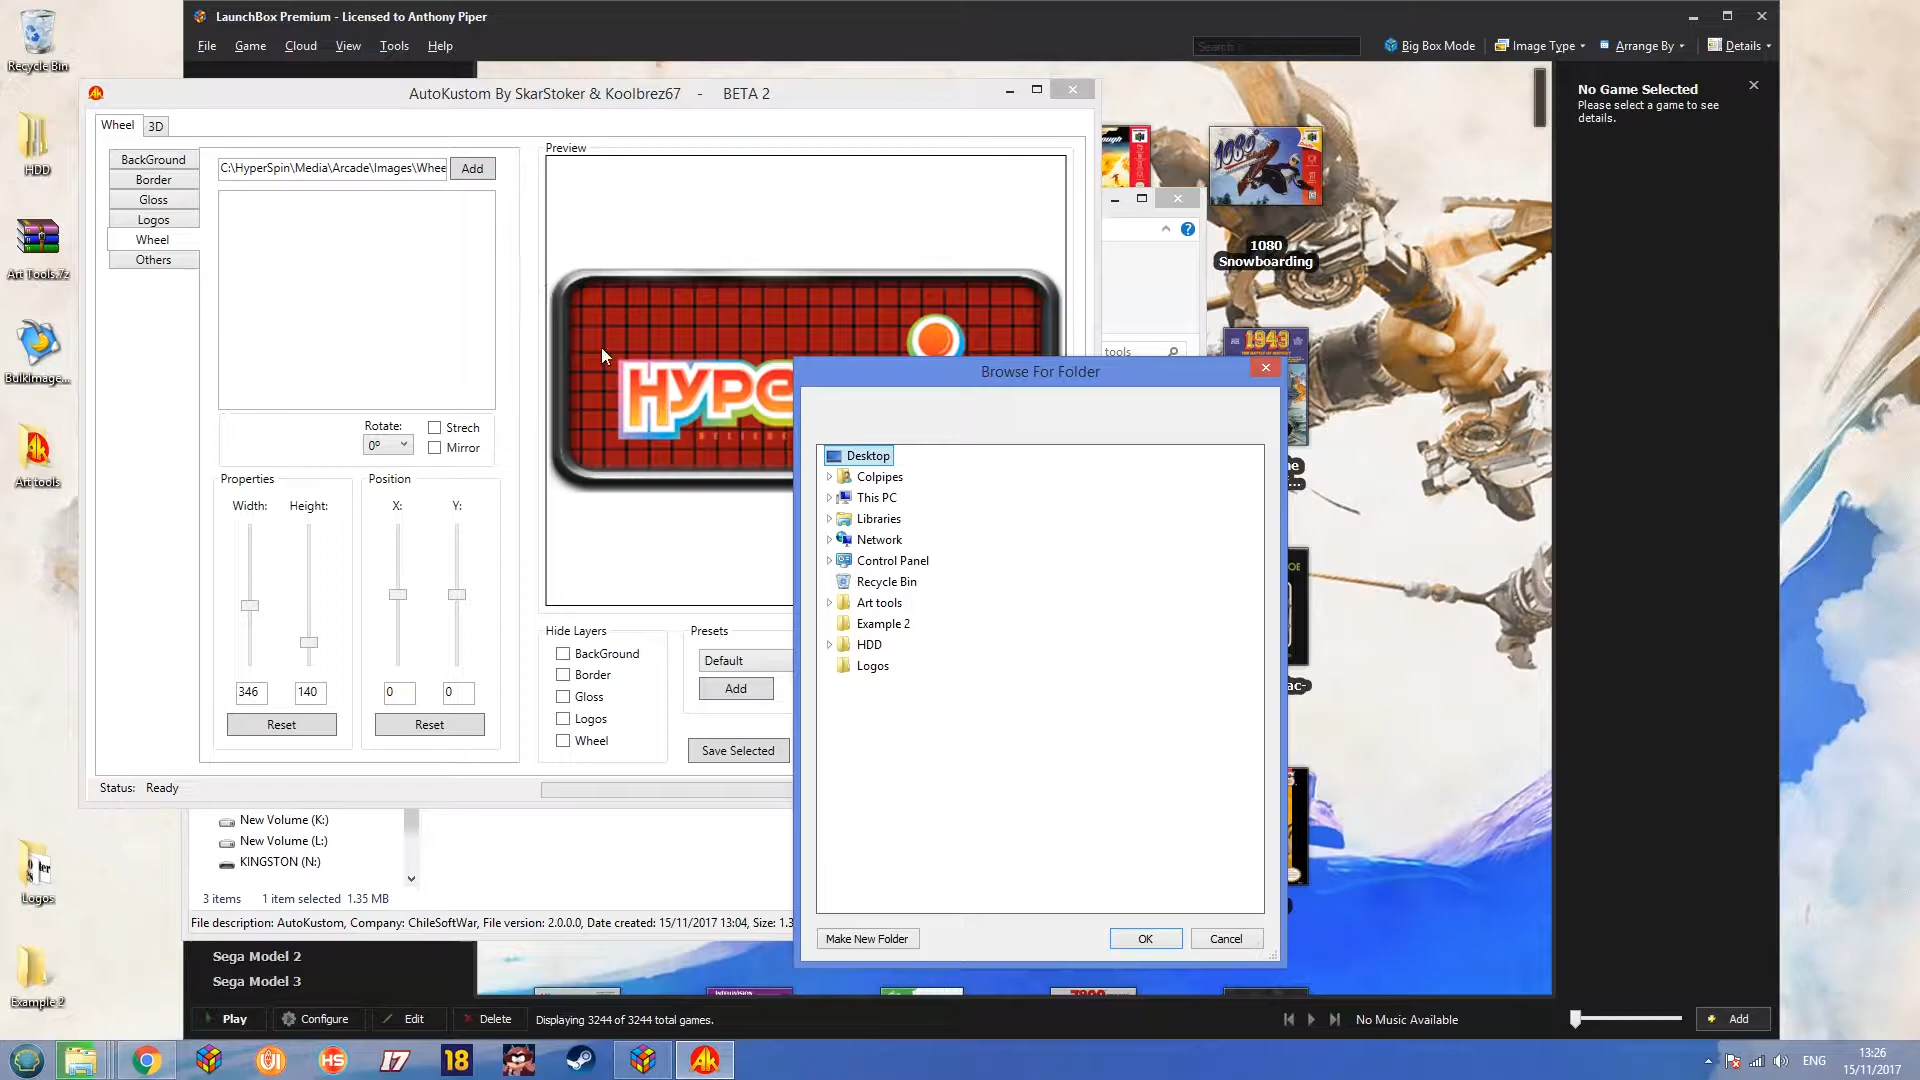 LaunchBox Premium - Licensed to Anthony Piper
File Game Cloud View Tools Help
Search
Big Box Mode
Image Type
Arrange By
Details
Recycle Bin
HDD
Art Tools.7z
BulkImage...
Art tools
Logos
Example 2
AutoKustom By SkarStoker & Koolbrez67 - BETA 2
Wheel 3D
BackGround
Border
Gloss
Logos
Wheel
Others
C:\HyperSpin\Media\Arcade\Images\Whee
Add
Rotate:
0º
Strech
Mirror
Properties
Width: Height:
346 140
Reset
Position
X: Y:
0 0
Reset
Preview
HYPE
Hide Layers
BackGround
Border
Gloss
Logos
Wheel
Presets
Default
Add
Save Selected
Status: Ready
tools
Browse For Folder
Desktop
Colpipes
This PC
Libraries
Network
Control Panel
Recycle Bin
Art tools
Example 2
HDD
Logos
Make New Folder
OK
Cancel
No Game Selected
Please select a game to see
details.
1080
1080
Snowboarding
1943
New Volume (K:)
New Volume (L:)
KINGSTON (N:)
3 items 1 item selected 1.35 MB
File description: AutoKustom, Company: ChileSoftWar, File version: 2.0.0.0, Date created: 15/11/2017 13:04, Size: 1.3
Sega Model 2
Sega Model 3
Play
Configure
Edit
Delete
Displaying 3244 of 3244 total games.
No Music Available
Add
17
18
HS
ENG
13:26
15/11/2017